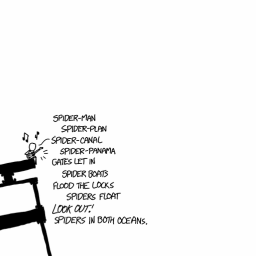 SPIDER-MAN
SPIDER-PLAN
SPIDER-CANAL
SPIDER-PANAMA
GATES LET IN
SPIDER BOATS
FLOOD THE LOCKS
SPIDERS FLOAT
LOOK OUT!
SPIDERS IN BOTH OCEANS.